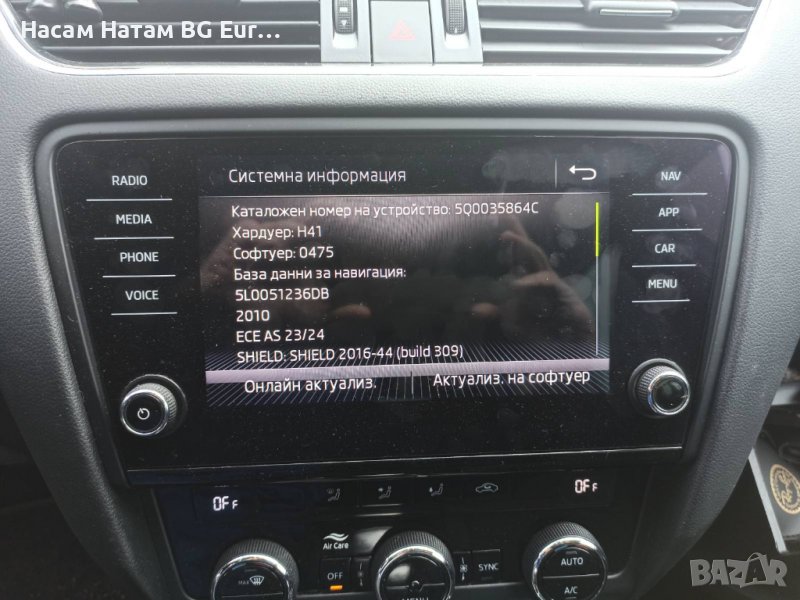 Насам Натам BG Eur...
RADIO
MEDIA
PHONE
VOICE
Системна информация
Каталожен номер на устройство: 5Q0035864C
Хардуер: H41
Софтуер: 0475
База данни за навигация:
5L0051236DB
2010
ECE AS 23/24
SHIELD: SHIELD 2016-44 (build 309)
Онлайн актуализ.
Актуализ. на софтуер
NAV
APP
CAR
MENU
OFF
OFF
Air Care
MAX
OFF
MENU
SYNC
AUTO
A/C
BAZAR